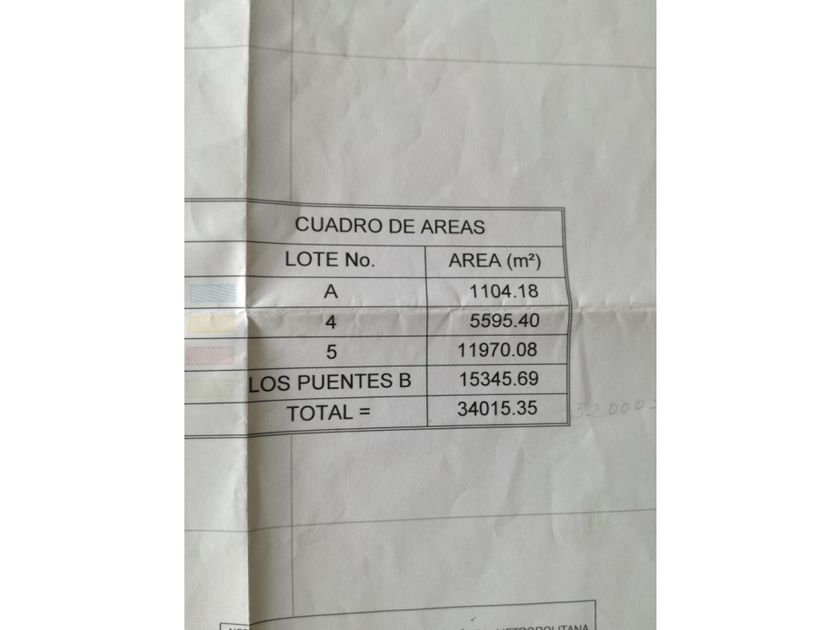 CUADRO DE AREAS
LOTE No. AREA (m²)
A 1104.18
4 5595.40
5 11970.08
LOS PUENTES B 15345.69
TOTAL = 34015.35
METROPOLITANA